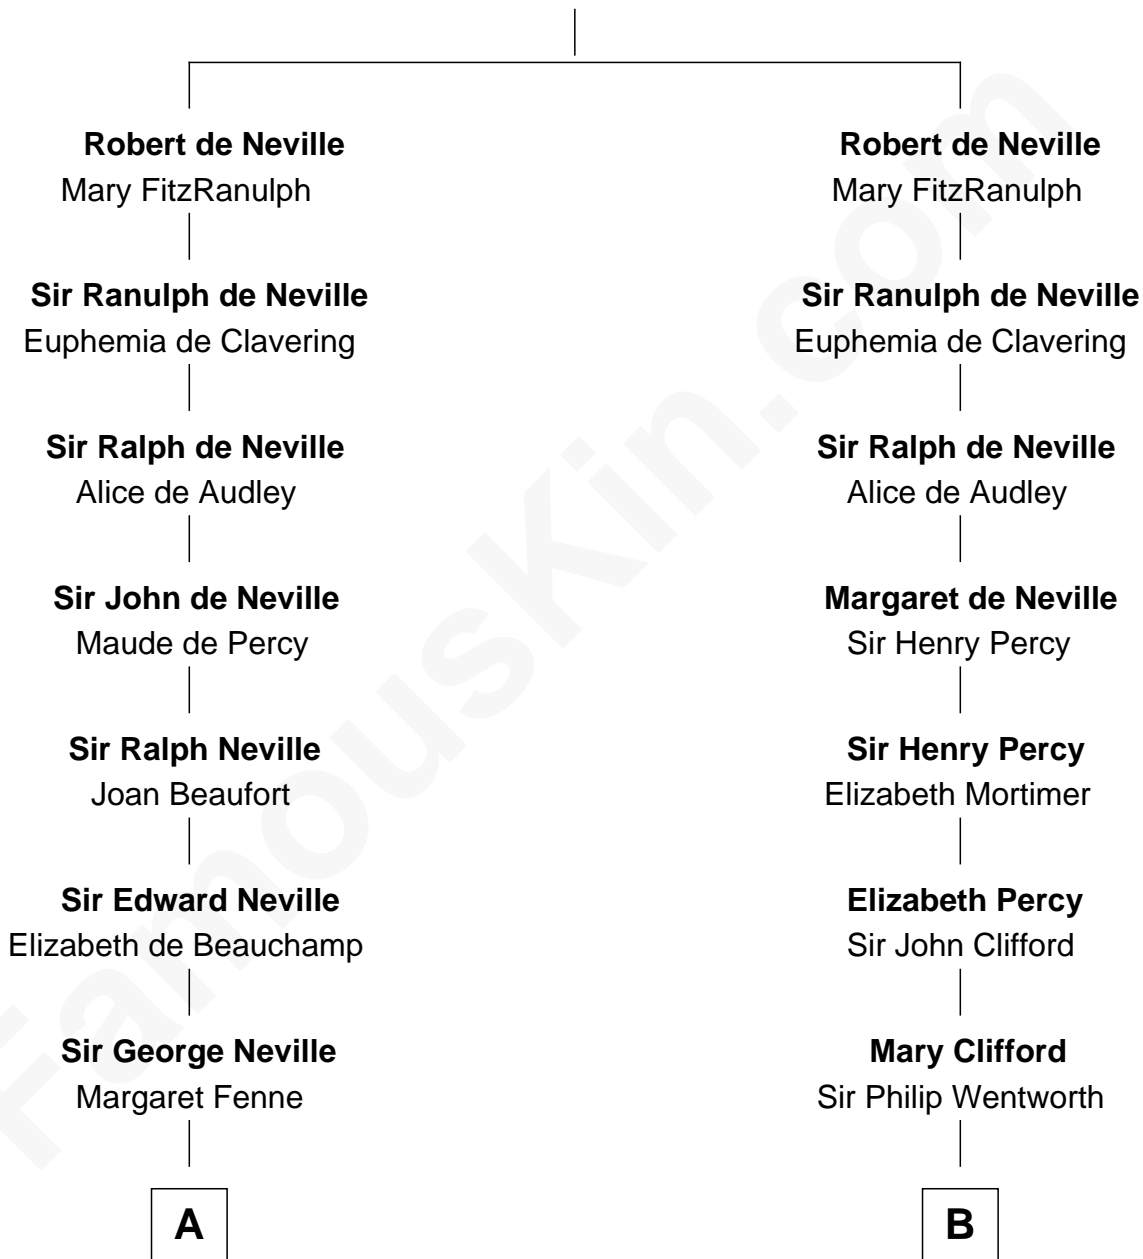 Robert de Neville
Mary FitzRanulph
Sir Ranulph de Neville
Euphemia de Clavering
Sir Ralph de Neville
Alice de Audley
Sir John de Neville
Maude de Percy
Sir Ralph Neville
Joan Beaufort
Sir Edward Neville
Elizabeth de Beauchamp
Sir George Neville
Margaret Fenne
A
Robert de Neville
Mary FitzRanulph
Sir Ranulph de Neville
Euphemia de Clavering
Sir Ralph de Neville
Alice de Audley
Margaret de Neville
Sir Henry Percy
Sir Henry Percy
Elizabeth Mortimer
Elizabeth Percy
Sir John Clifford
Mary Clifford
Sir Philip Wentworth
B
FamousKin.com